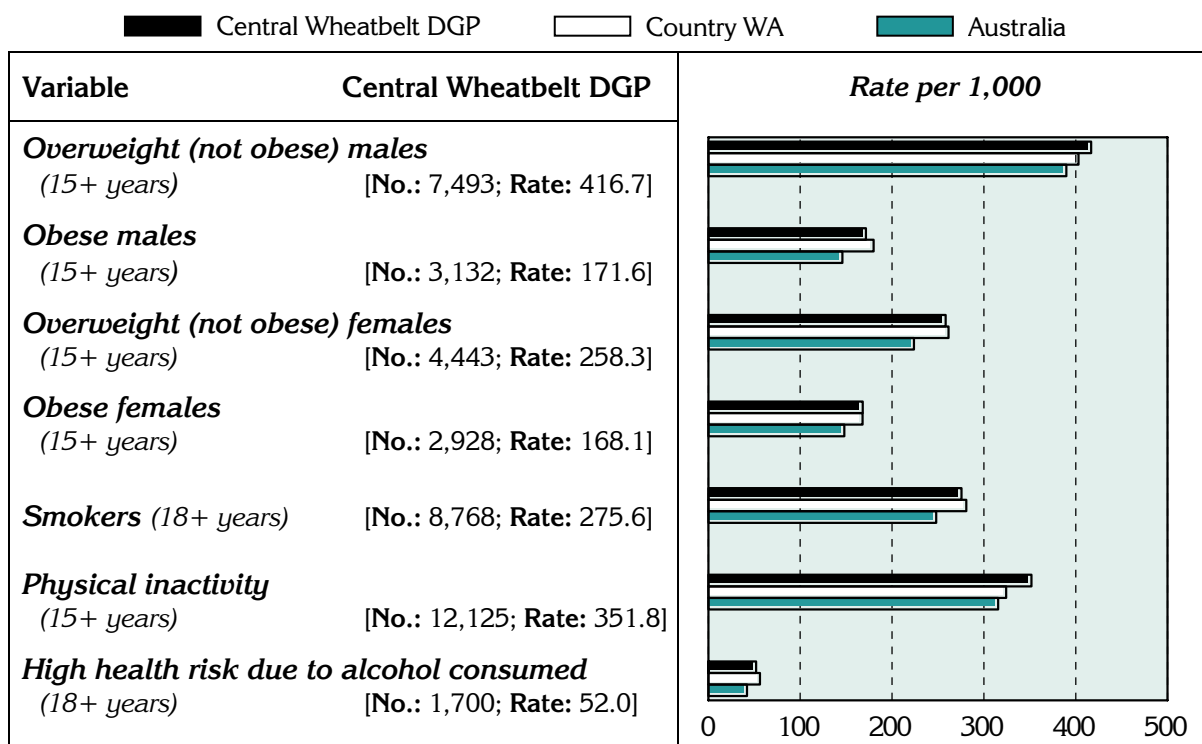 Central Wheatbelt DGP Country WA Australia
Variable Central Wheatbelt DGP Rate per 1,000
Overweight (not obese) males
(15+ years) [No.: 7,493; Rate: 416.7]
Obese males
(15+ years) [No.: 3,132; Rate: 171.6]
Overweight (not obese) females
(15+ years) [No.: 4,443; Rate: 258.3]
Obese females
(15+ years) [No.: 2,928; Rate: 168.1]
Smokers (18+ years) [No.: 8,768; Rate: 275.6]
Physical inactivity
(15+ years) [No.: 12,125; Rate: 351.8]
High health risk due to alcohol consumed
(18+ years) [No.: 1,700; Rate: 52.0]
0 100 200 300 400 500